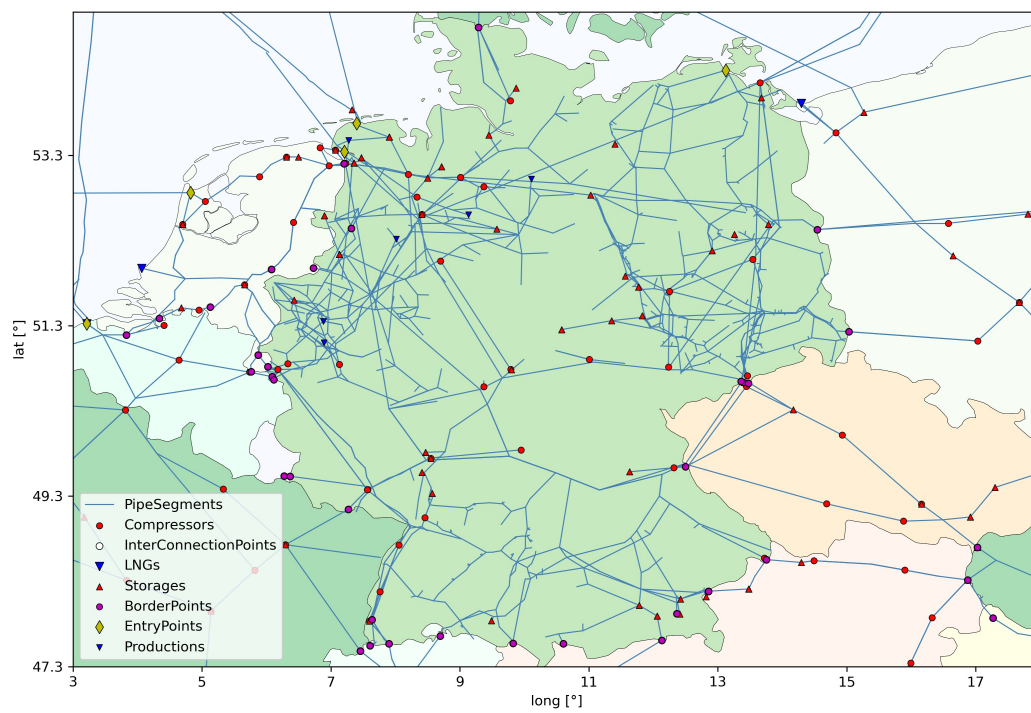 53.3
51.3
49.3
47.3
lat [°]
PipeSegments
Compressors
InterConnectionPoints
LNGs
Storages
BorderPoints
EntryPoints
Productions
3 5 7 9 11 13 15 17
long [°]